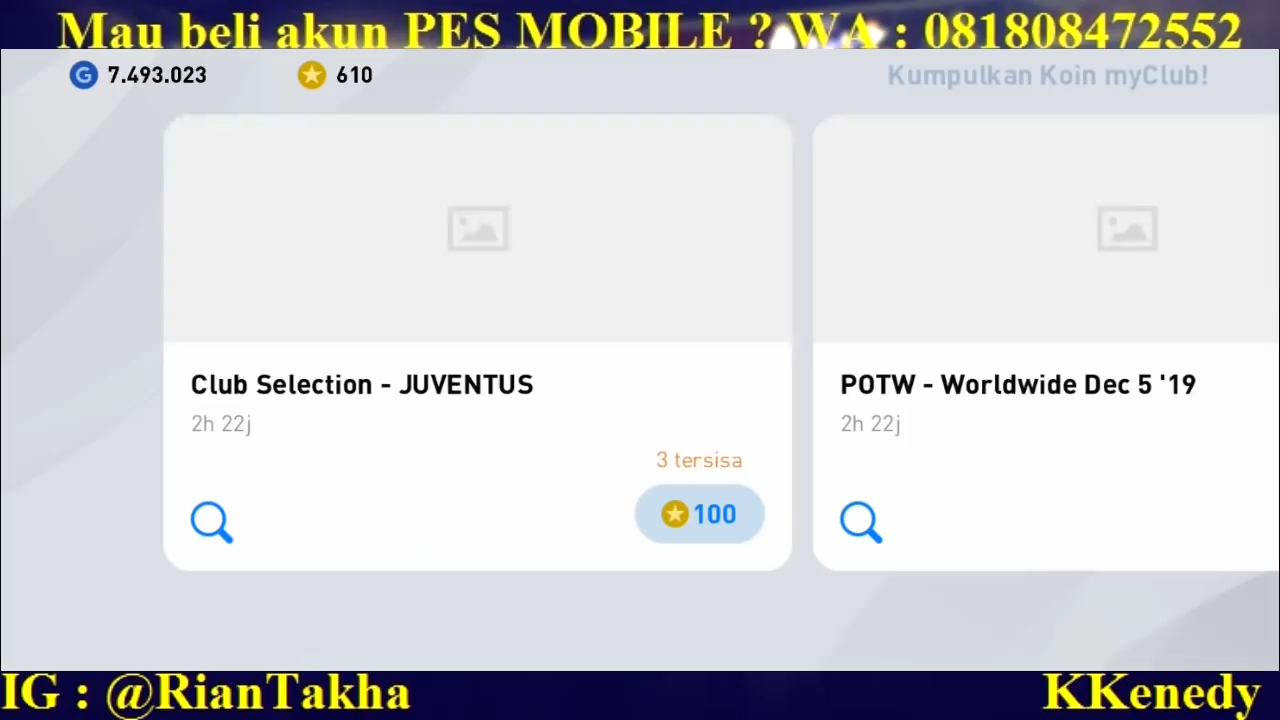 Mau beli akun PES MOBILE ? WA : 081808472552
G 7.493.023 610 Kumpulkan Koin myClub!
Club Selection - JUVENTUS
2h 22j
3 tersisa
100
POTW - Worldwide Dec 5 '19
2h 22j
IG : @RianTakha KKenedy